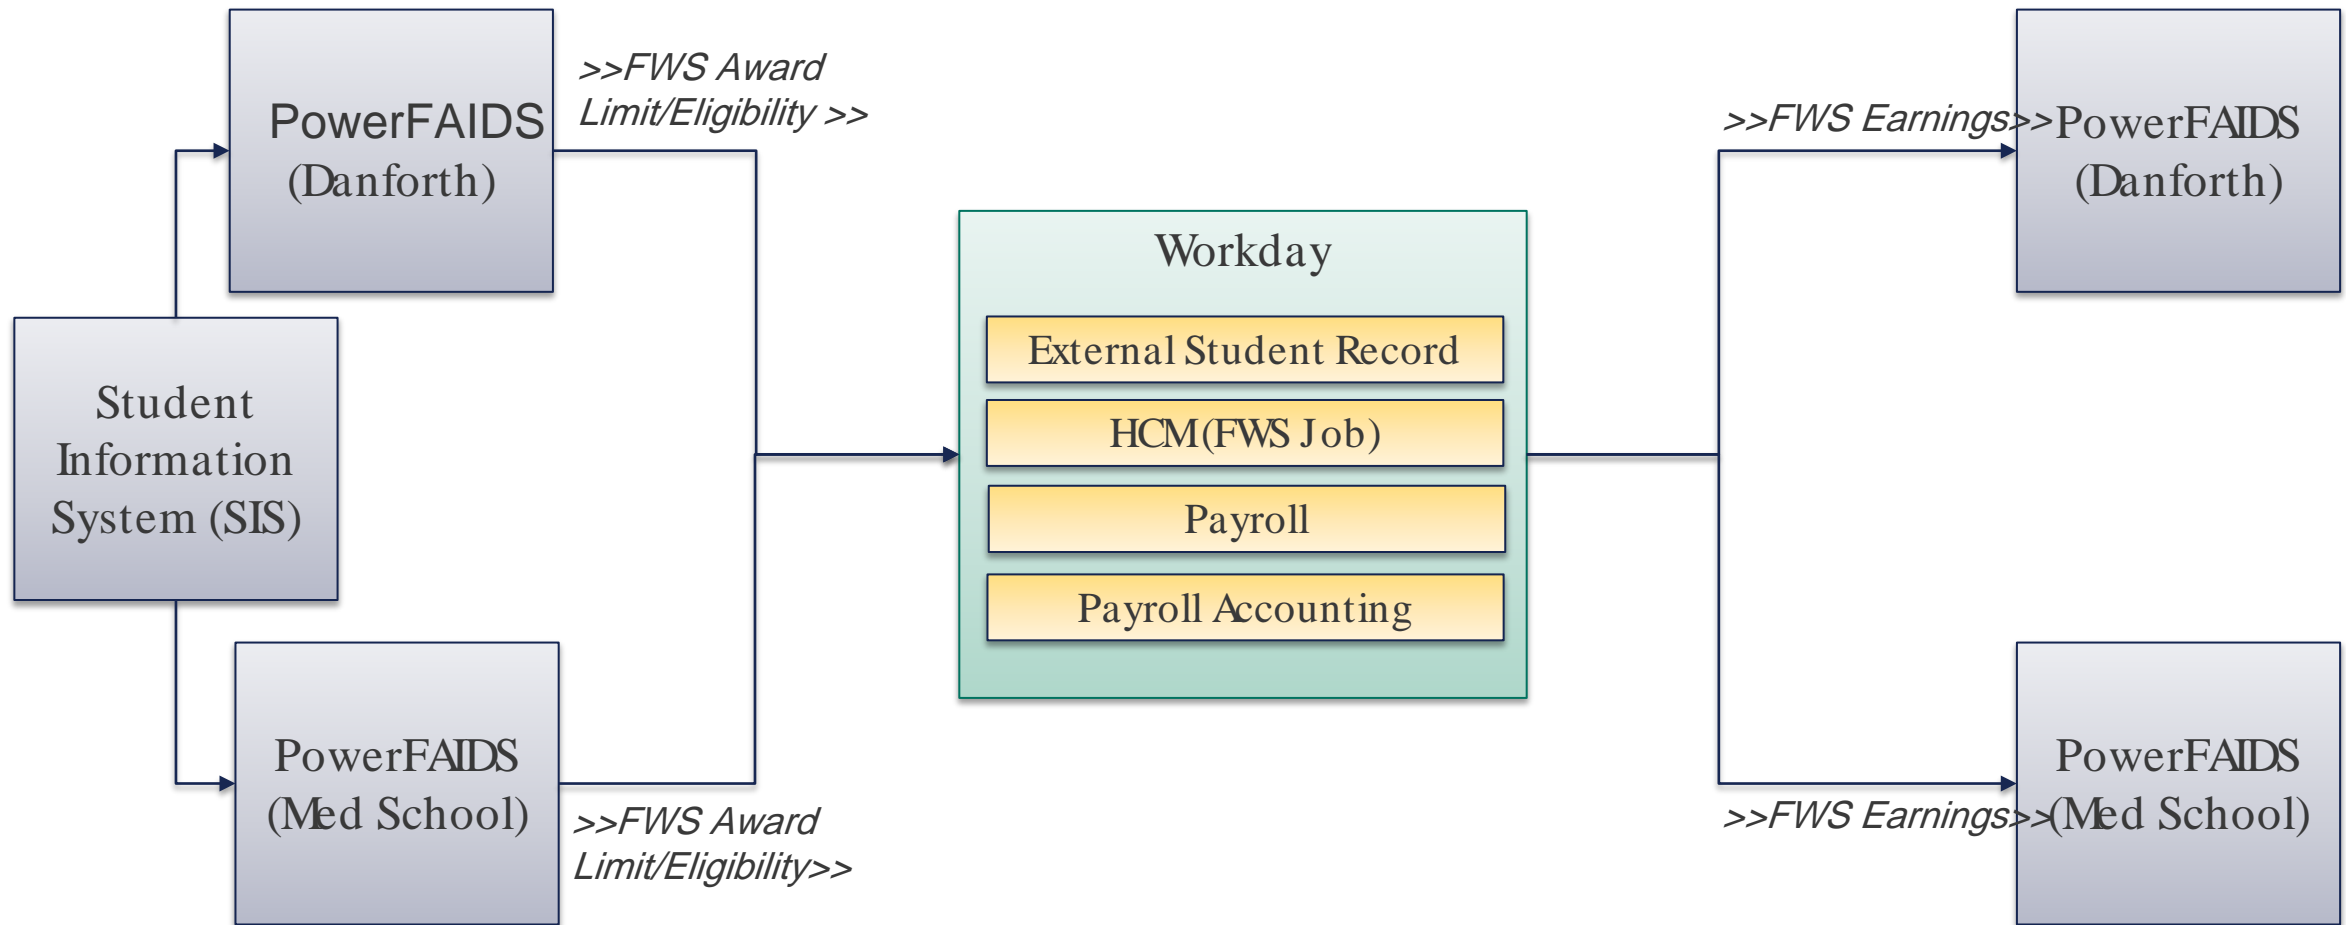 PowerFAIDS
(Danforth)
>>FWS Award
Limit/Eligibility >>
Student
Information
System (SIS)
PowerFAIDS
(Med School)
>>FWS Award
Limit/Eligibility>>
Workday
External Student Record
HCM(FWS Job)
Payroll
Payroll Accounting
>>FWS Earnings>>
PowerFAIDS
(Danforth)
>>FWS Earnings>>
PowerFAIDS
(Med School)